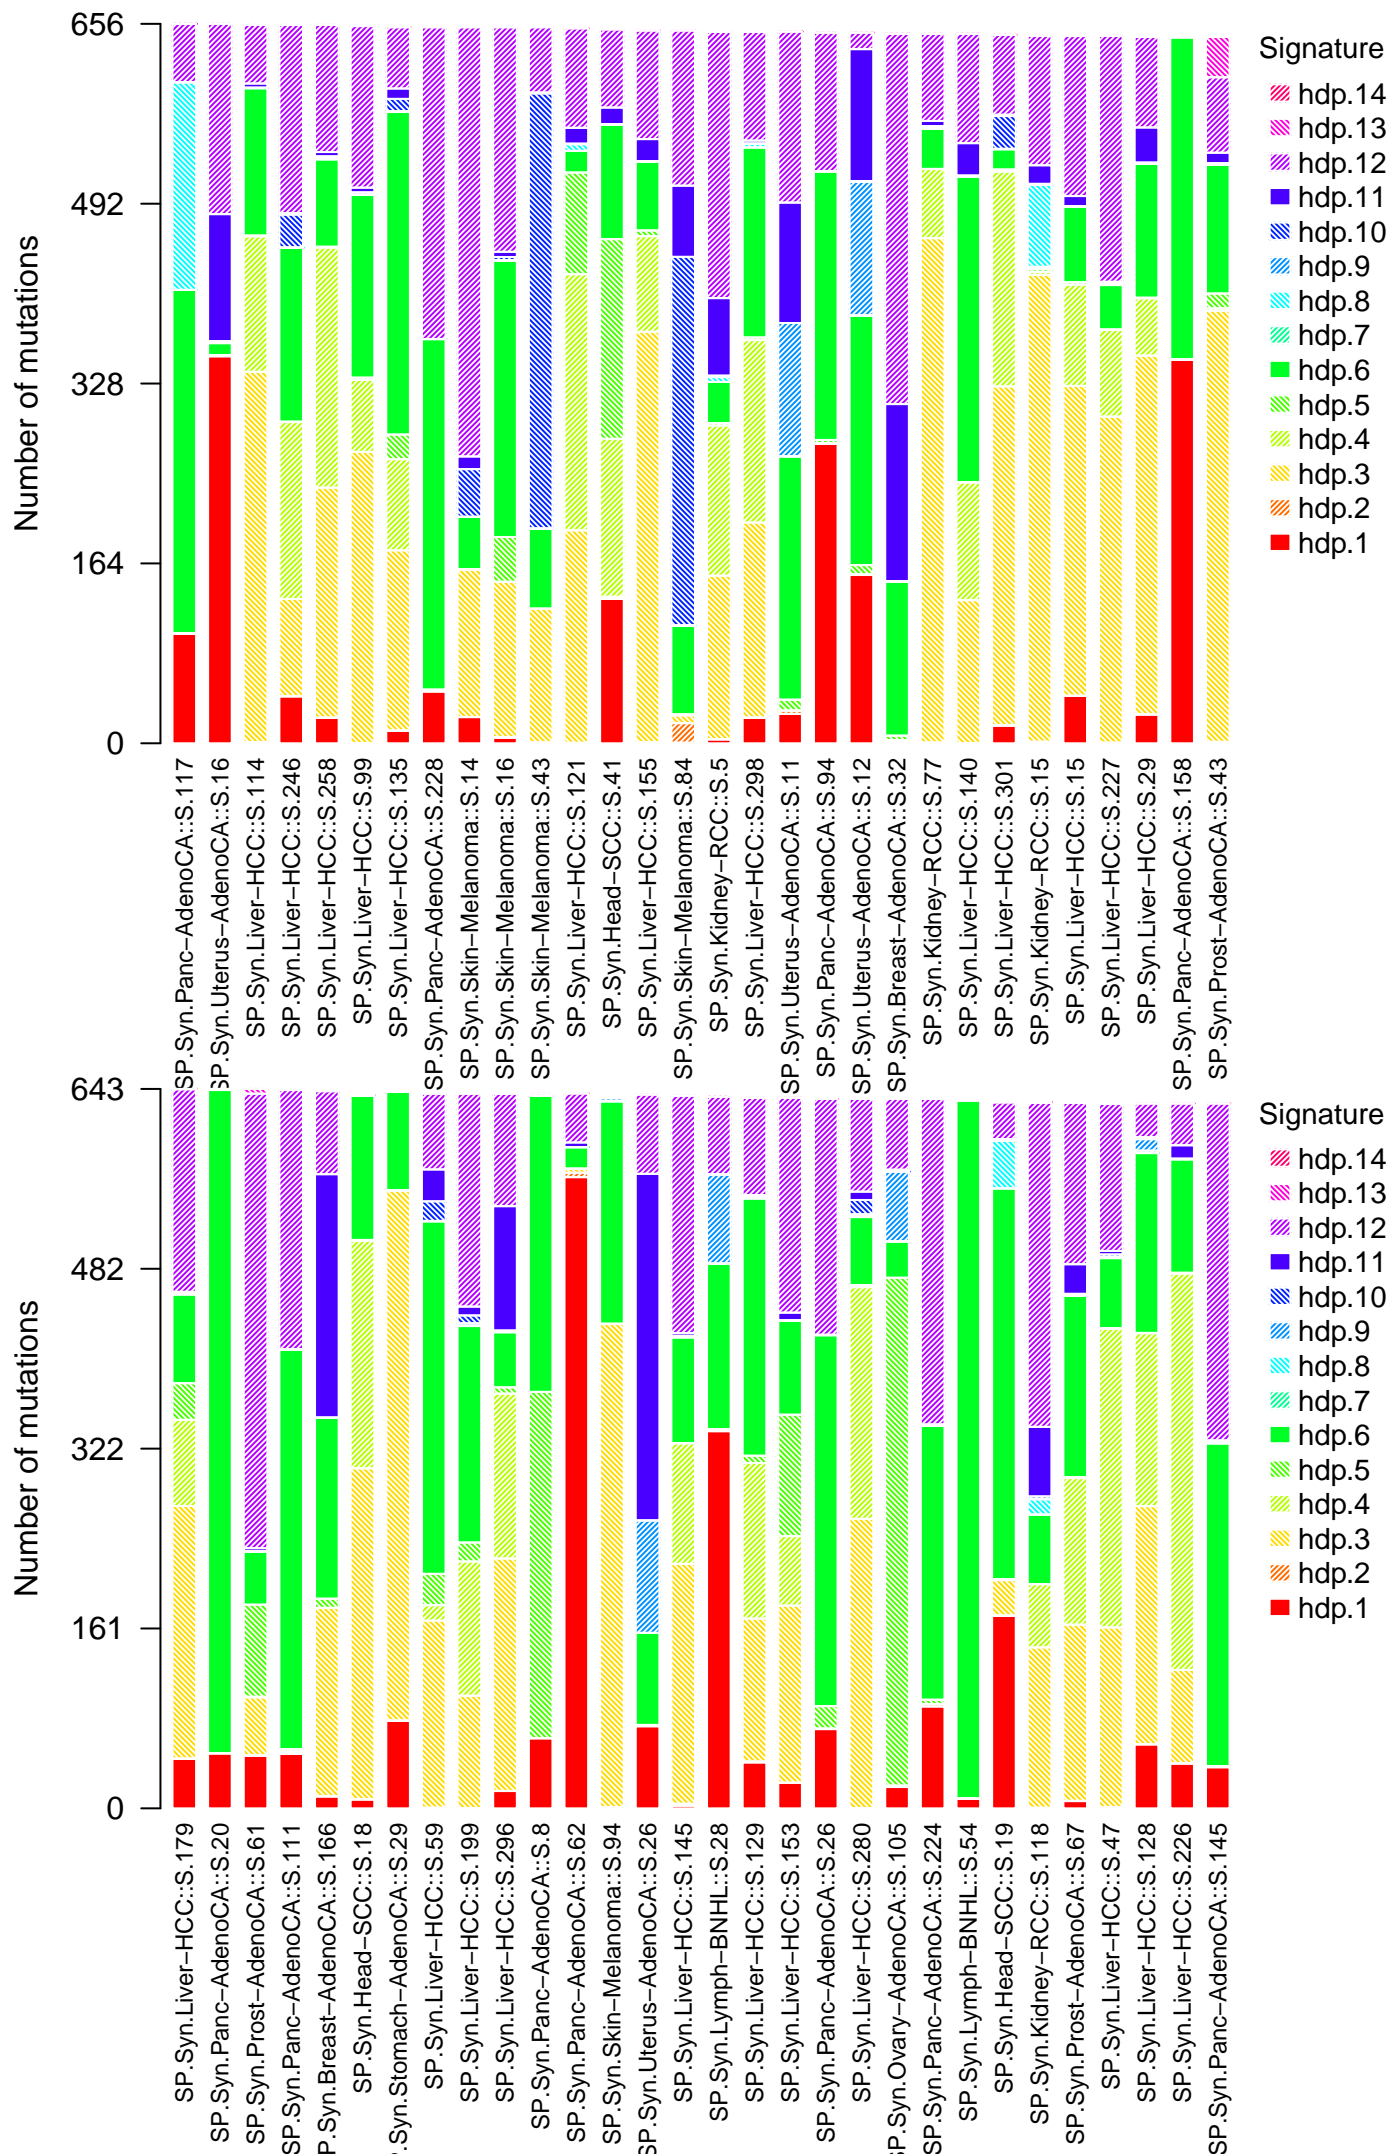 Number of mutations
656
492
328
164
0
Signature
hdp.14
hdp.13
hdp.12
hdp.11
hdp.10
hdp.9
hdp.8
hdp.7
hdp.6
hdp.5
hdp.4
hdp.3
hdp.2
hdp.1
SP.Syn.Panc−AdenoCA::S.117
SP.Syn.Uterus−AdenoCA::S.16
SP.Syn.Liver−HCC::S.114
SP.Syn.Liver−HCC::S.246
SP.Syn.Liver−HCC::S.258
SP.Syn.Liver−HCC::S.99
SP.Syn.Liver−HCC::S.135
SP.Syn.Panc−AdenoCA::S.228
SP.Syn.Skin−Melanoma::S.14
SP.Syn.Skin−Melanoma::S.16
SP.Syn.Skin−Melanoma::S.43
SP.Syn.Liver−HCC::S.121
SP.Syn.Head−SCC::S.41
SP.Syn.Liver−HCC::S.155
SP.Syn.Skin−Melanoma::S.84
SP.Syn.Kidney−RCC::S.5
SP.Syn.Liver−HCC::S.298
SP.Syn.Uterus−AdenoCA::S.11
SP.Syn.Panc−AdenoCA::S.94
SP.Syn.Uterus−AdenoCA::S.12
SP.Syn.Breast−AdenoCA::S.32
SP.Syn.Kidney−RCC::S.77
SP.Syn.Liver−HCC::S.140
SP.Syn.Liver−HCC::S.301
SP.Syn.Kidney−RCC::S.15
SP.Syn.Liver−HCC::S.15
SP.Syn.Liver−HCC::S.227
SP.Syn.Liver−HCC::S.29
SP.Syn.Panc−AdenoCA::S.158
SP.Syn.Prost−AdenoCA::S.43
Number of mutations
643
482
322
161
0
Signature
hdp.14
hdp.13
hdp.12
hdp.11
hdp.10
hdp.9
hdp.8
hdp.7
hdp.6
hdp.5
hdp.4
hdp.3
hdp.2
hdp.1
SP.Syn.Liver−HCC::S.179
SP.Syn.Panc−AdenoCA::S.20
SP.Syn.Prost−AdenoCA::S.61
SP.Syn.Panc−AdenoCA::S.111
P.Syn.Breast−AdenoCA::S.166
SP.Syn.Head−SCC::S.18
.Syn.Stomach−AdenoCA::S.29
SP.Syn.Liver−HCC::S.59
SP.Syn.Liver−HCC::S.199
SP.Syn.Liver−HCC::S.296
SP.Syn.Panc−AdenoCA::S.8
SP.Syn.Panc−AdenoCA::S.62
SP.Syn.Skin−Melanoma::S.94
SP.Syn.Uterus−AdenoCA::S.26
SP.Syn.Liver−HCC::S.145
SP.Syn.Lymph−BNHL::S.28
SP.Syn.Liver−HCC::S.129
SP.Syn.Liver−HCC::S.153
SP.Syn.Panc−AdenoCA::S.26
SP.Syn.Liver−HCC::S.280
SP.Syn.Ovary−AdenoCA::S.105
SP.Syn.Panc−AdenoCA::S.224
SP.Syn.Lymph−BNHL::S.54
SP.Syn.Head−SCC::S.19
SP.Syn.Kidney−RCC::S.118
SP.Syn.Prost−AdenoCA::S.67
SP.Syn.Liver−HCC::S.47
SP.Syn.Liver−HCC::S.128
SP.Syn.Liver−HCC::S.226
SP.Syn.Panc−AdenoCA::S.145